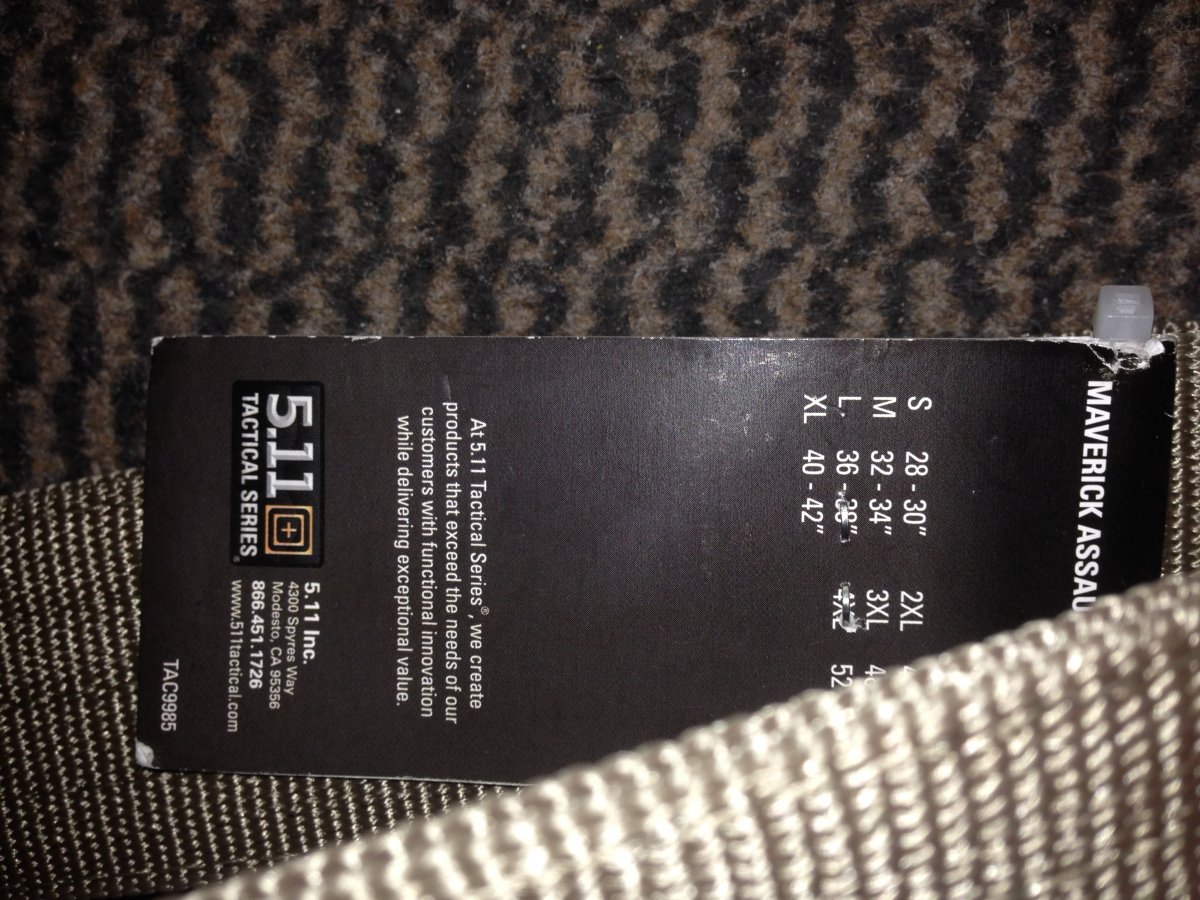 MAVERICK ASSAU
S 28 - 30" 2XL
M 32 - 34" 3XL
L 36 - 38" 4XL 52
XL 40 - 42"
At 5.11 Tactical Series®, we create
products that exceed the needs of our
customers with functional innovation
while delivering exceptional value.
5.11
TACTICAL SERIES®
5.11 Inc.
4300 Spyres Way
Modesto, CA 95356
866.451.1726
www.511tactical.com
TAC9985